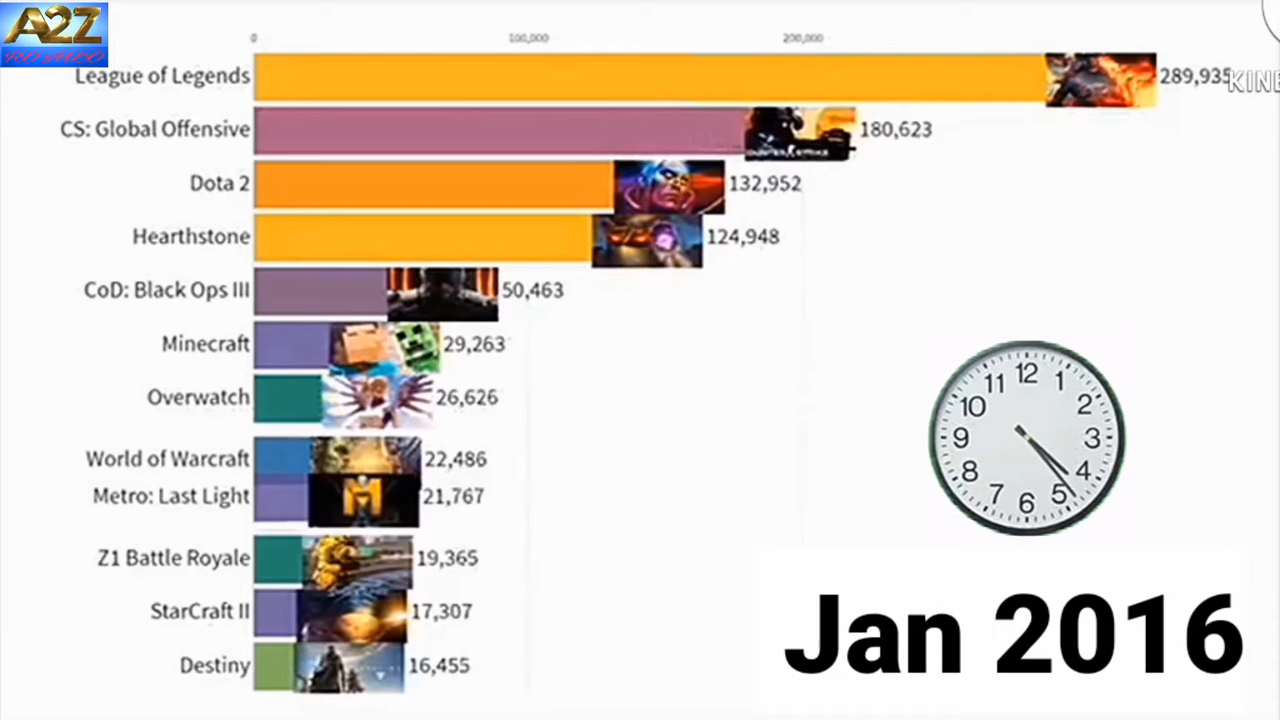 A2Z
ROMEO
0 100,000 200,000
League of Legends 289,935
KINE
CS: Global Offensive 180,623
Dota 2 132,952
Hearthstone 124,948
CoD: Black Ops III 50,463
Minecraft 29,263
Overwatch 26,626
World of Warcraft 22,486
Metro: Last Light 21,767
Z1 Battle Royale 19,365
StarCraft II 17,307
Destiny 16,455
12
11 1
10 2
9 3
8 4
7 5
6
Jan 2016